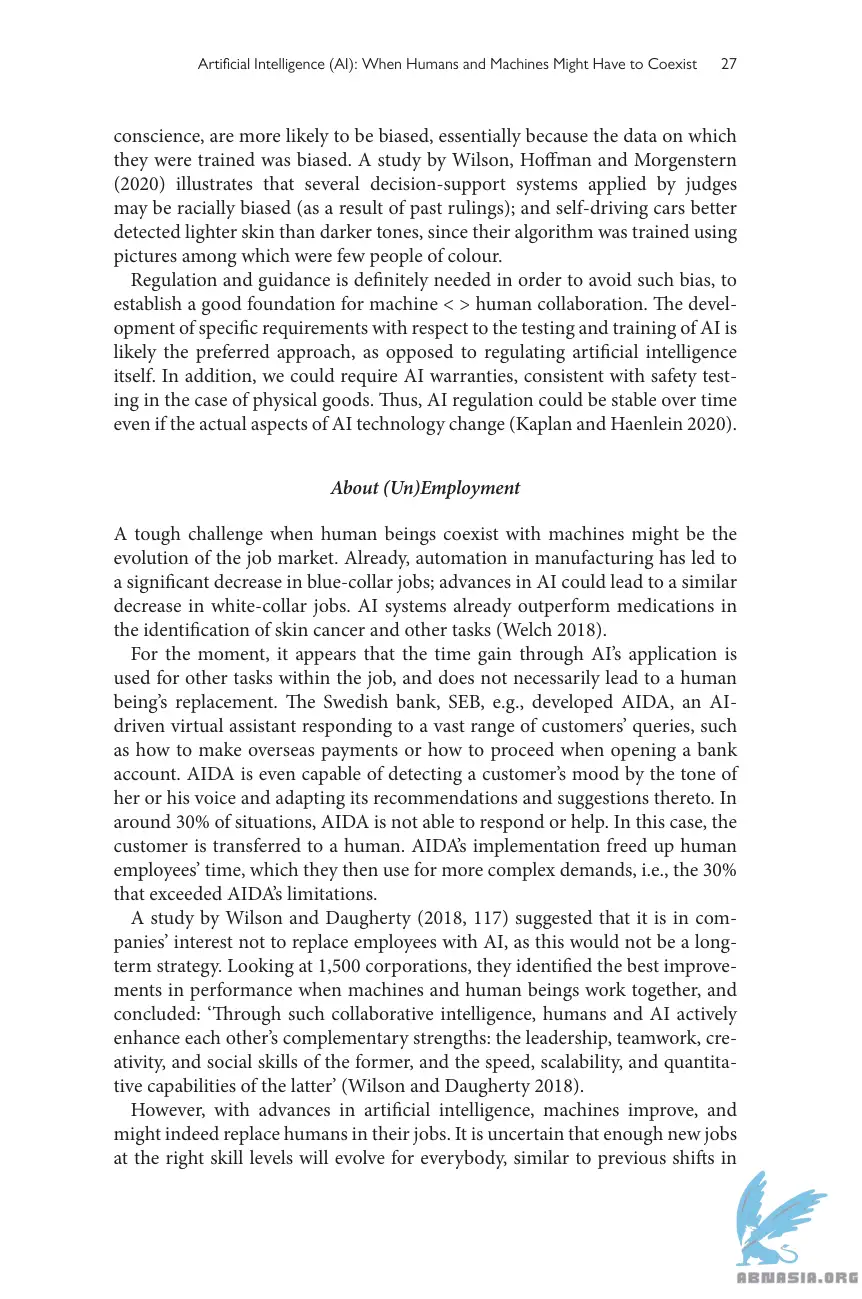 Artificial Intelligence (AI): When Humans and Machines Might Have to Coexist 27
conscience, are more likely to be biased, essentially because the data on which
they were trained was biased. A study by Wilson, Hoffman and Morgenstern
(2020) illustrates that several decision-support systems applied by judges
may be racially biased (as a result of past rulings); and self-driving cars better
detected lighter skin than darker tones, since their algorithm was trained using
pictures among which were few people of colour.
Regulation and guidance is definitely needed in order to avoid such bias, to
establish a good foundation for machine < > human collaboration. The devel-
opment of specific requirements with respect to the testing and training of AI is
likely the preferred approach, as opposed to regulating artificial intelligence
itself. In addition, we could require AI warranties, consistent with safety test-
ing in the case of physical goods. Thus, AI regulation could be stable over time
even if the actual aspects of AI technology change (Kaplan and Haenlein 2020).
About (Un)Employment
A tough challenge when human beings coexist with machines might be the
evolution of the job market. Already, automation in manufacturing has led to
a significant decrease in blue-collar jobs; advances in AI could lead to a similar
decrease in white-collar jobs. AI systems already outperform medications in
the identification of skin cancer and other tasks (Welch 2018).
For the moment, it appears that the time gain through AI's application is
used for other tasks within the job, and does not necessarily lead to a human
being's replacement. The Swedish bank, SEB, e.g., developed AIDA, an AI-
driven virtual assistant responding to a vast range of customers' queries, such
as how to make overseas payments or how to proceed when opening a bank
account. AIDA is even capable of detecting a customer's mood by the tone of
her or his voice and adapting its recommendations and suggestions thereto. In
around 30% of situations, AIDA is not able to respond or help. In this case, the
customer is transferred to a human. AIDA's implementation freed up human
employees' time, which they then use for more complex demands, i.e., the 30%
that exceeded AIDA's limitations.
A study by Wilson and Daugherty (2018, 117) suggested that it is in com-
panies' interest not to replace employees with AI, as this would not be a long-
term strategy. Looking at 1,500 corporations, they identified the best improve-
ments in performance when machines and human beings work together, and
concluded: 'Through such collaborative intelligence, humans and AI actively
enhance each other's complementary strengths: the leadership, teamwork, cre-
ativity, and social skills of the former, and the speed, scalability, and quantita-
tive capabilities of the latter' (Wilson and Daugherty 2018).
However, with advances in artificial intelligence, machines improve, and
might indeed replace humans in their jobs. It is uncertain that enough new jobs
at the right skill levels will evolve for everybody, similar to previous shifts in
ABNASIA.ORG